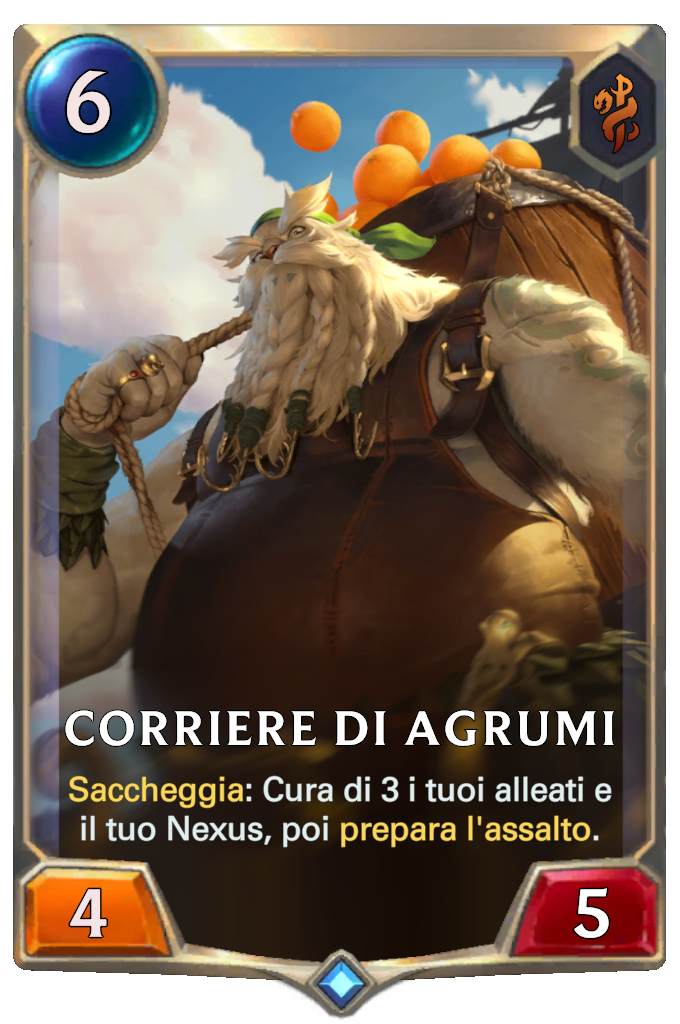 6
CORRIERE DI AGRUMI
Saccheggia: Cura di 3 i tuoi alleati e
il tuo Nexus, poi prepara l'assalto.
4
5